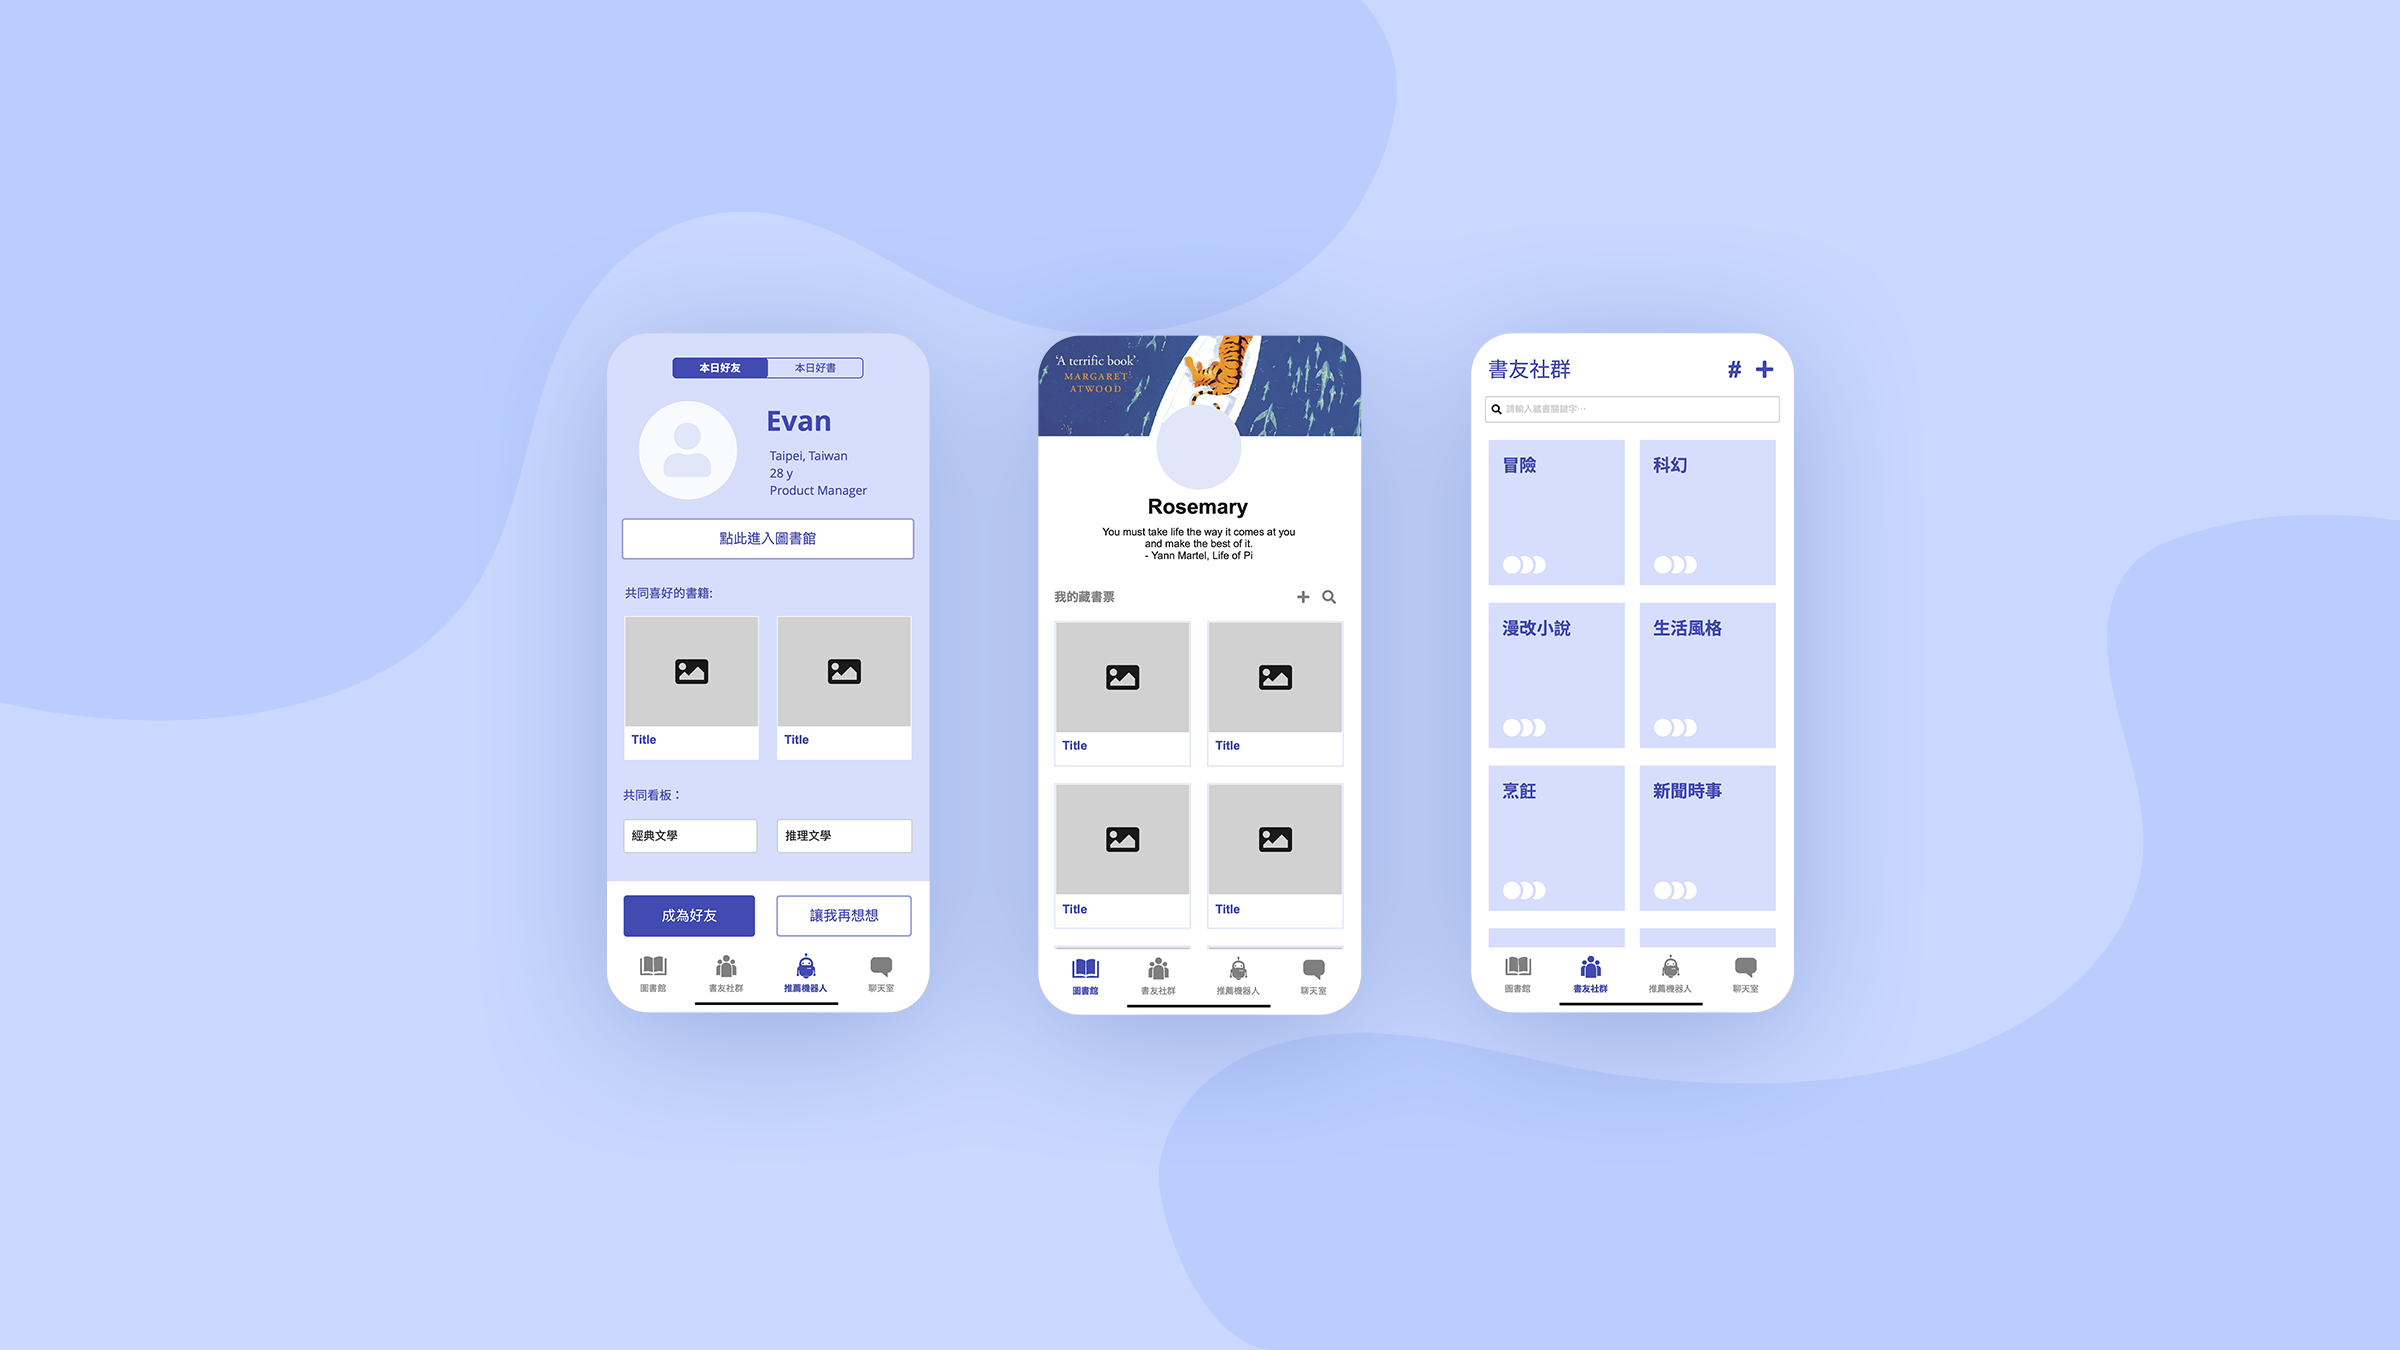 本日好友
本日好書
Evan
Taipei, Taiwan
28 y
Product Manager
點此進入圖書館
共同喜好的書籍:
Title
Title
共同看板：
經典文學
推理文學
成為好友
讓我再想想
圖書館
書友社群
推薦機器人
聊天室
‘A terrific book’
MARGARET
ATWOOD
Rosemary
You must take life the way it comes at you
and make the best of it.
- Yann Martel, Life of Pi
我的藏書票
Title
Title
Title
Title
圖書館
書友社群
推薦機器人
聊天室
書友社群
#
請輸入藏書關鍵字…
冒險
科幻
漫改小說
生活風格
烹飪
新聞時事
圖書館
書友社群
推薦機器人
聊天室